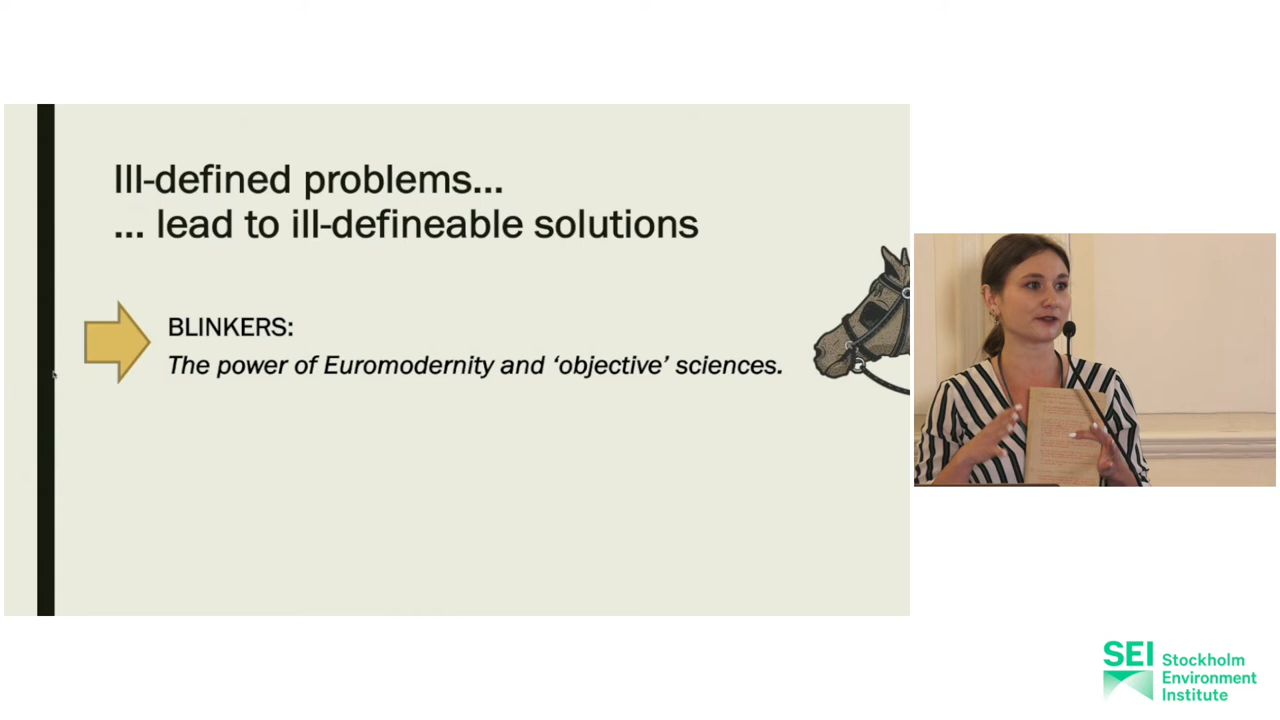 Ill-defined problems...
... lead to ill-defineable solutions
BLINKERS:
The power of Euromodernity and ‘objective’ sciences.
SEI
Stockholm
Environment
Institute